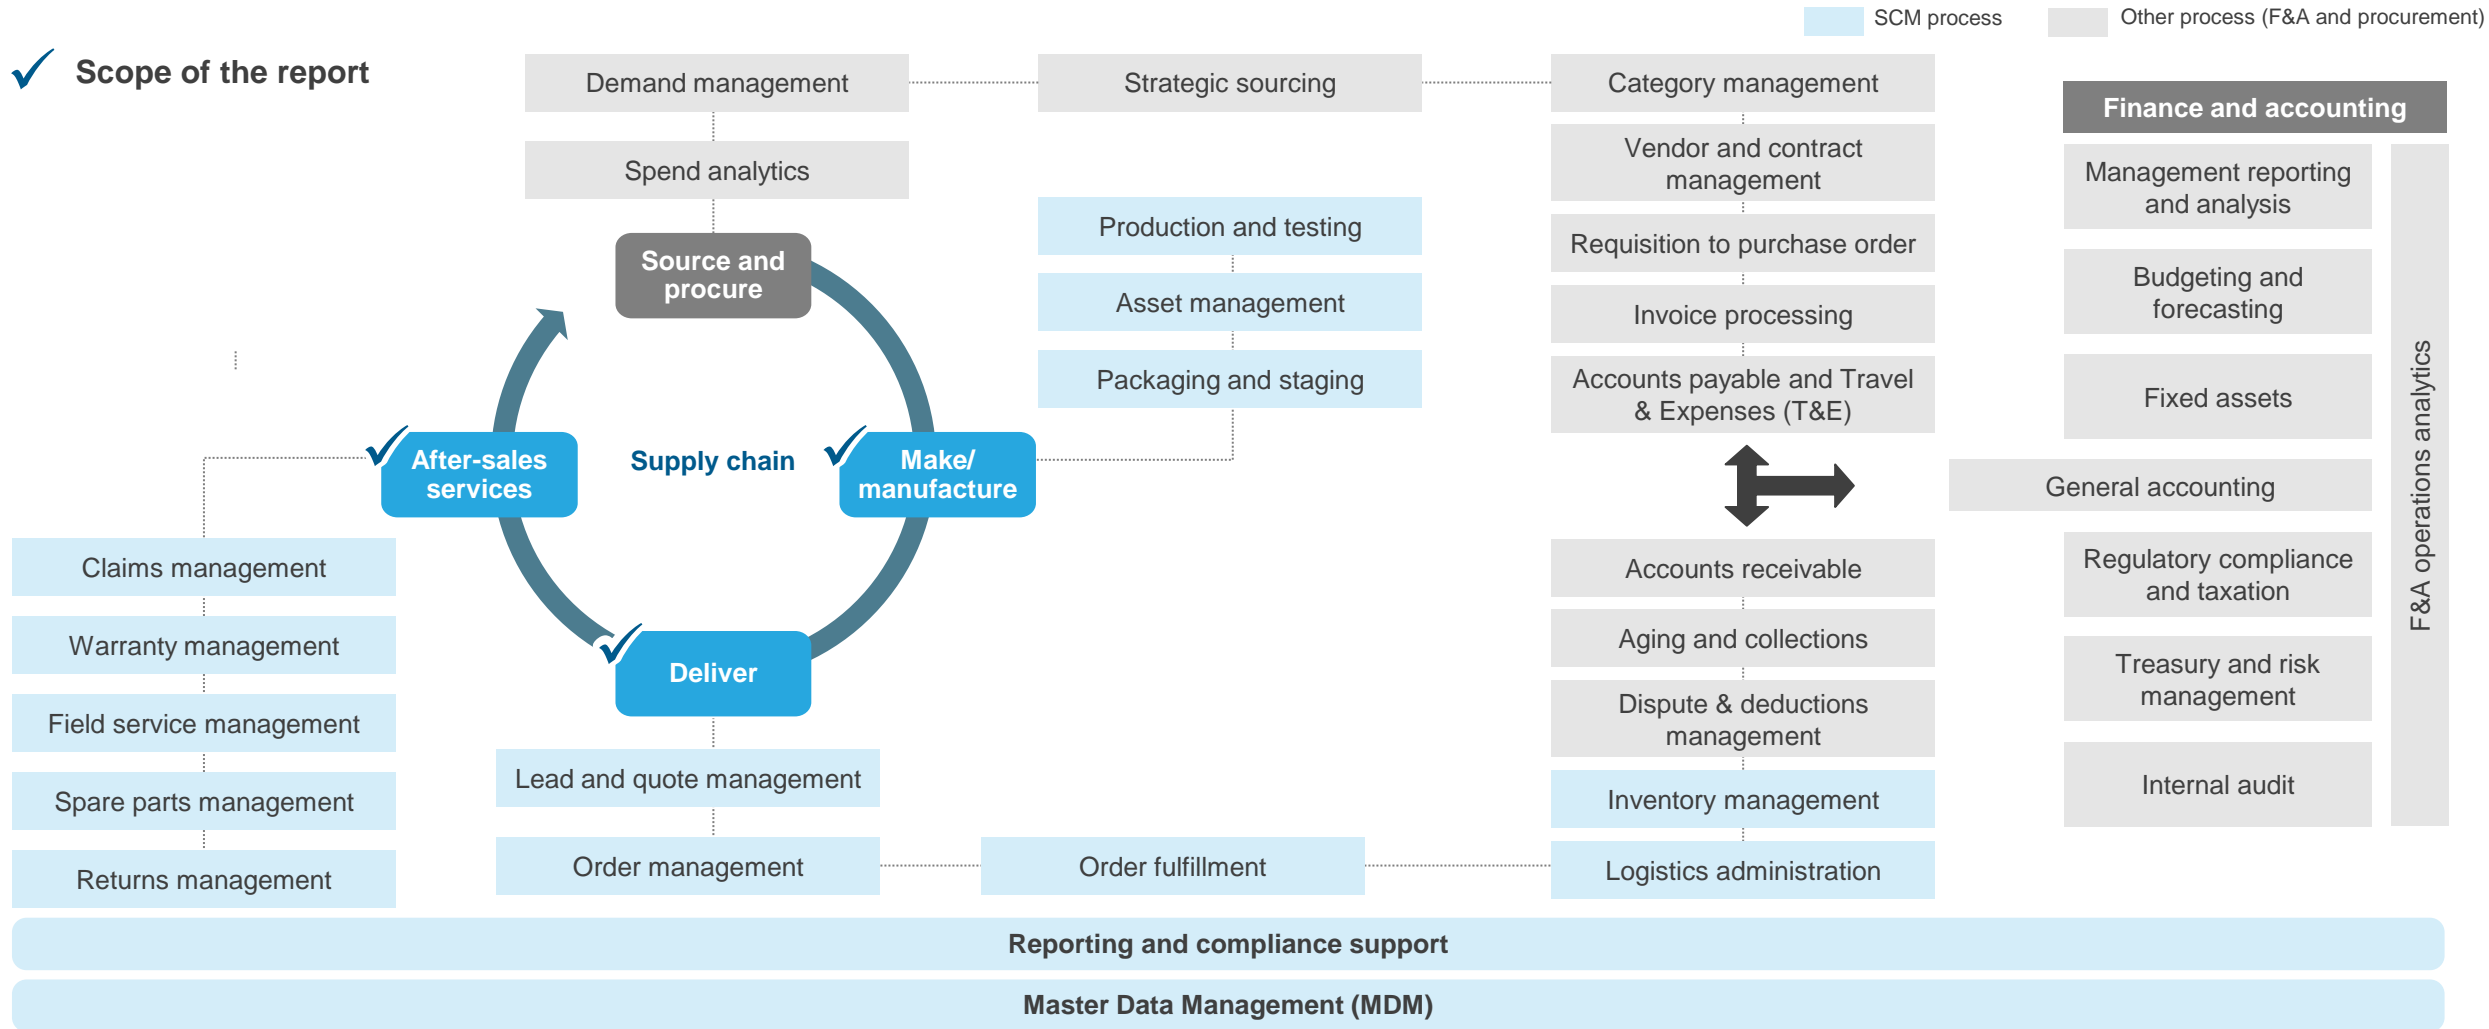 SCM process
Other process (F&A and procurement)
Scope of the report
Demand management
Strategic sourcing
Category management
Finance and accounting
Spend analytics
Vendor and contract
management
Management reporting
and analysis
Production and testing
Requisition to purchase order
Source and
procure
Asset management
Invoice processing
Budgeting and
forecasting
Packaging and staging
Accounts payable and Travel
& Expenses (T&E)
Fixed assets
F&A operations analytics
After-sales
services
Supply chain
Make/
manufacture
General accounting
Claims management
Accounts receivable
Regulatory compliance
and taxation
Warranty management
Aging and collections
Deliver
Treasury and risk
management
Field service management
Dispute & deductions
management
Lead and quote management
Spare parts management
Inventory management
Internal audit
Order management
Order fulfillment
Logistics administration
Returns management
Reporting and compliance support
Master Data Management (MDM)